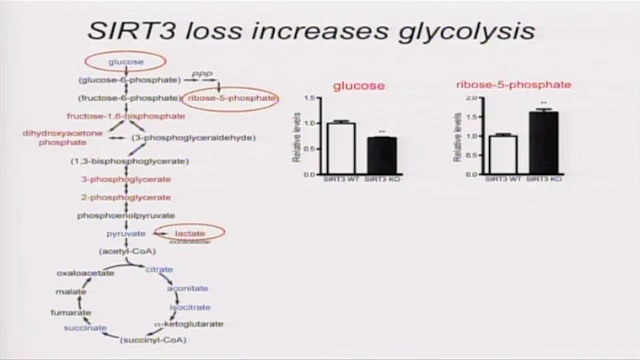 SIRT3 loss increases glycolysis
glucose
ppp
(glucose-6-phosphate)
(fructose-6-phosphate)
ribose-5-phosphate
fructose-1,6-bisphosphate
dihydroxyacetone
phosphate
(3-phosphoglyceraldehyde)
(1,3-bisphosphoglycerate)
3-phosphoglycerate
2-phosphoglycerate
phosphoenolpyruvate
pyruvate
lactate
(acetyl-CoA)
oxaloacetate
citrate
malate
aconitate
isocitrate
fumarate
α-ketoglutarate
succinate
(succinyl-CoA)
glucose
Relative levels
1.5
1.0
0.5
0.0
**
SIRT3 WT SIRT3 KO
ribose-5-phosphate
Relative levels
2.0
1.5
1.0
0.5
0.0
**
SIRT3 WT SIRT3 KO